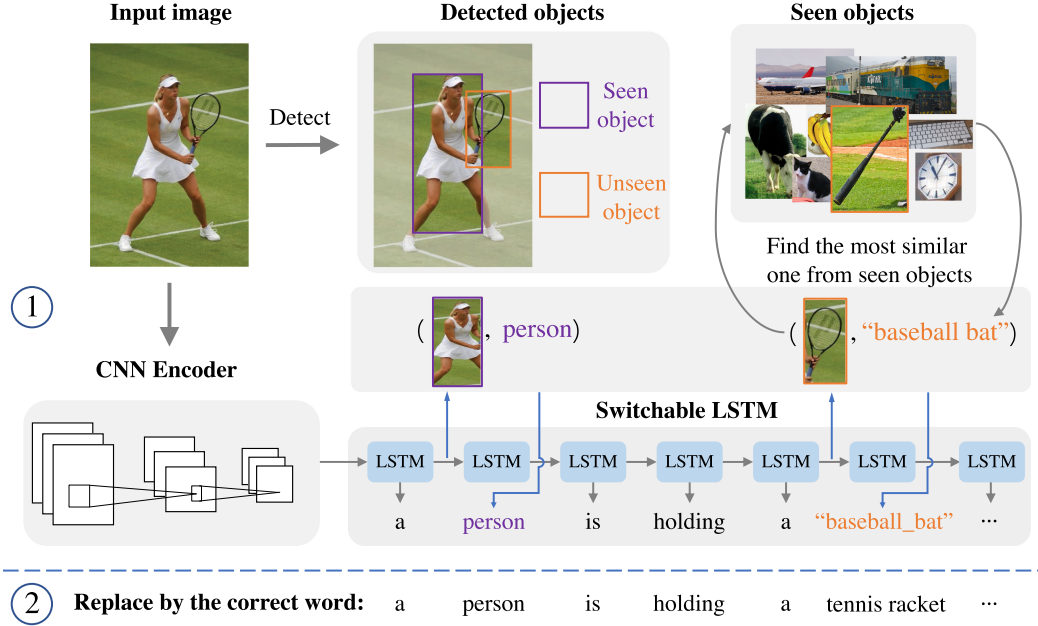 Input image
Detected objects
Seen objects
Detect
Seen
object
Unseen
object
Find the most similar
one from seen objects
1
( , person)
( , “baseball bat”)
CNN Encoder
Switchable LSTM
LSTM LSTM LSTM LSTM LSTM LSTM LSTM
a person is holding a “baseball_bat” ...
2 Replace by the correct word: a person is holding a tennis racket ...